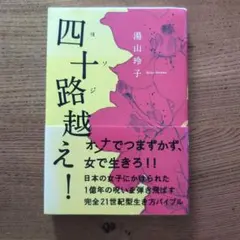 湯山玲子
四十路越え!
ヨソジ
オンナでつまずかず、
女で生きろ!!
日本の女子にかけられた
1億年の呪いを弾き飛ばす
完全21世紀型生き方バイブル